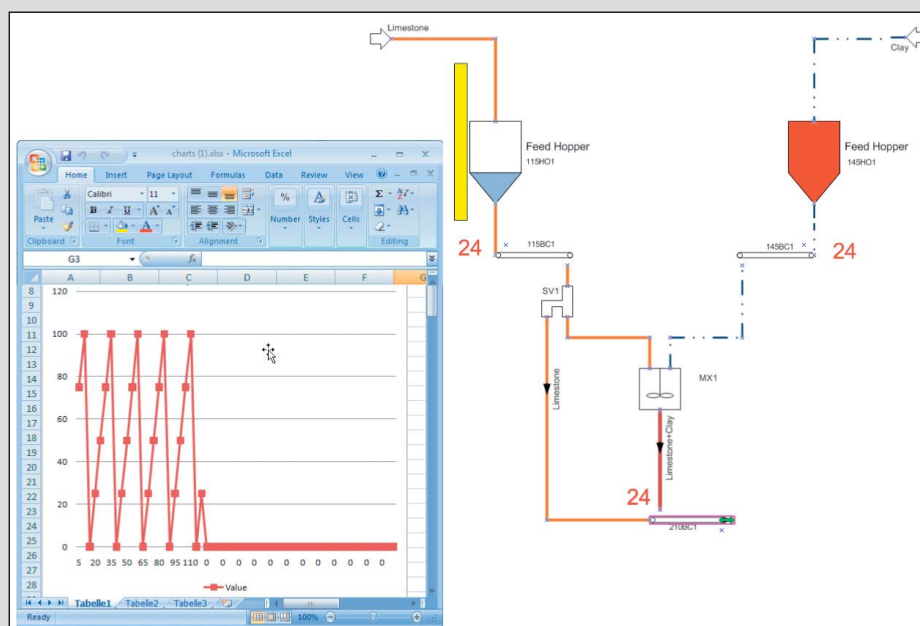 charts (1).xlsx - Microsoft Excel
Home Insert Page Layout Formulas Data Review View
Paste
Calibri 11
B I U A A
% Number
Styles
Cells
Editing
Clipboard Font Alignment
G3 fx
A B C D E F G
8
9
10
11
12
13
14
15
16
17
18
19
20
21
22
23
24
25
26
27
28
120
100
80
60
40
20
0
5 20 35 50 65 80 95 110 0 0 0 0 0 0 0 0 0 0 0 0
Value
Tabelle1 Tabelle2 Tabelle3
Ready 100%
Limestone
Clay
Feed Hopper
115HO1
Feed Hopper
145HO1
24
115BC1
145BC1
24
SV1
MX1
Limestone
Limestone+Clay
24
210BC1